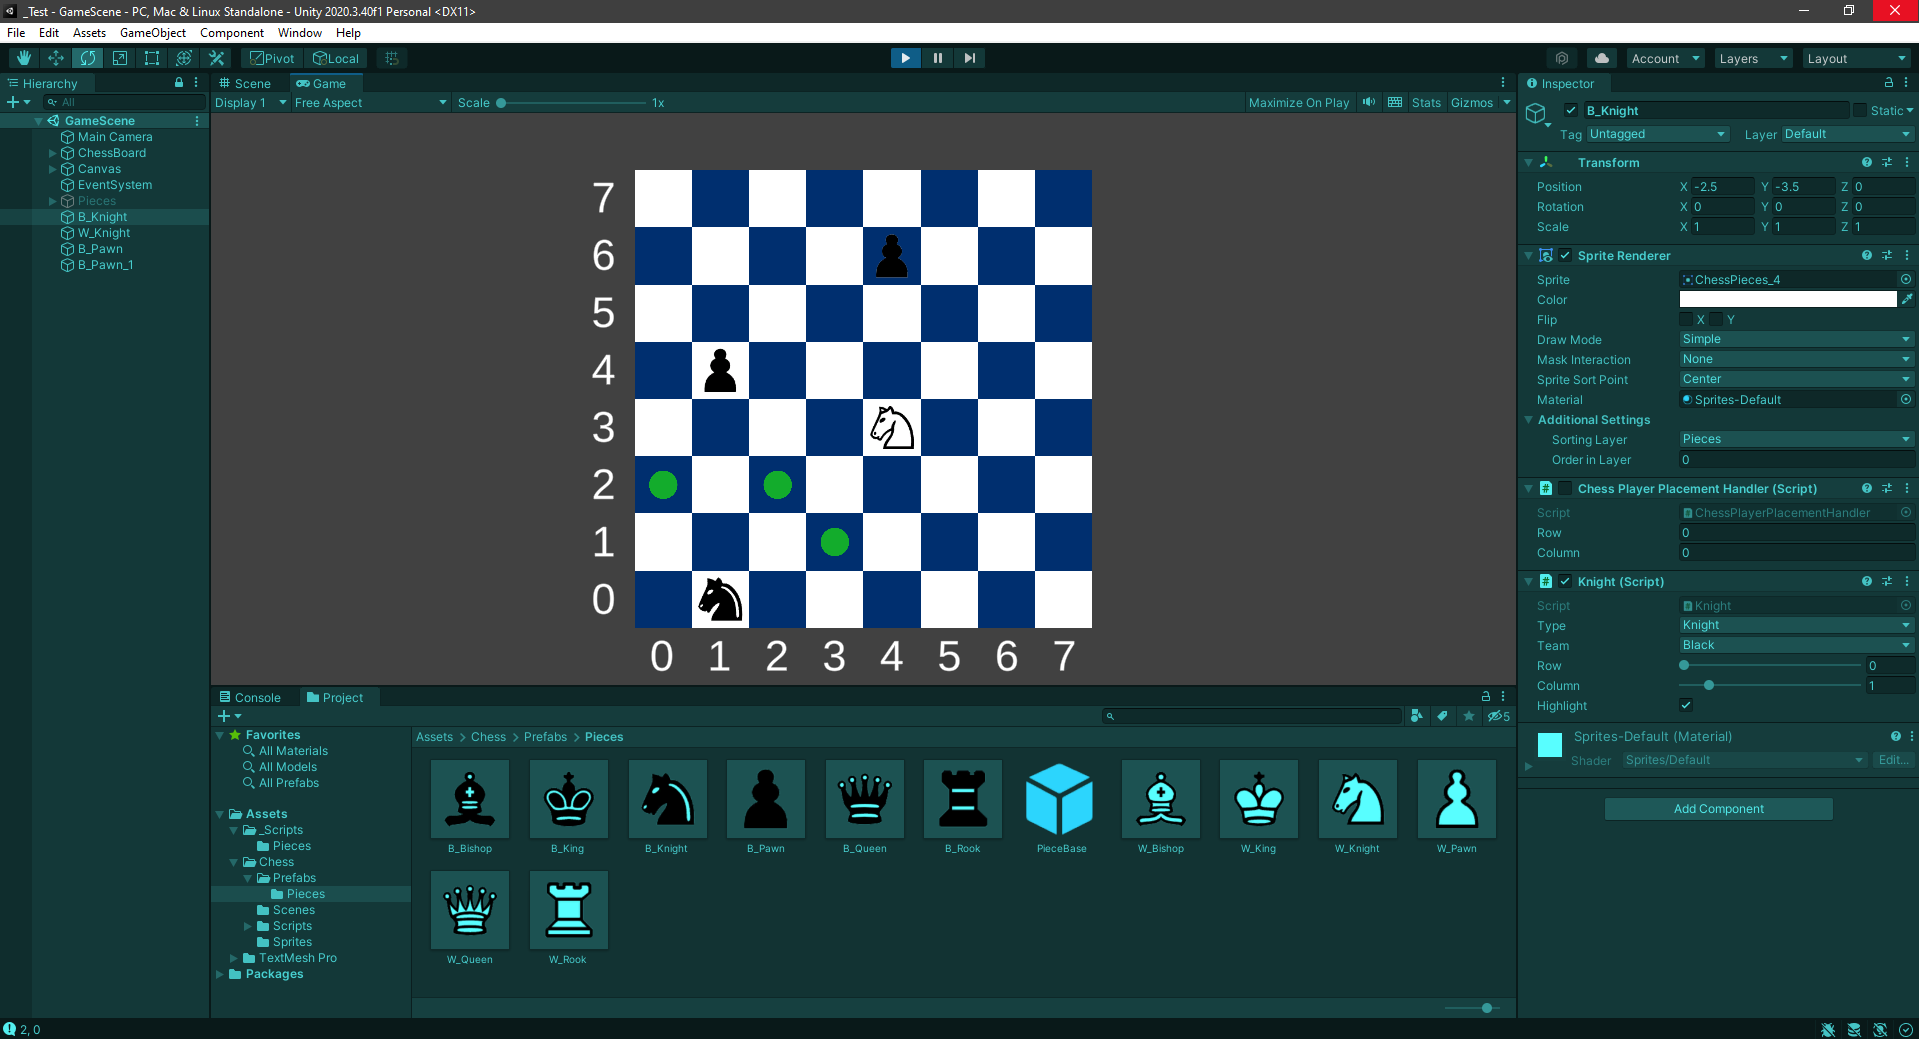 _Test - GameScene - PC, Mac & Linux Standalone - Unity 2020.3.40f1 Personal <DX11>
File Edit Assets GameObject Component Window Help
Pivot Local Account Layers Layout
Hierarchy
All
GameScene
Main Camera
ChessBoard
Canvas
EventSystem
Pieces
B_Knight
W_Knight
B_Pawn
B_Pawn_1
Scene Game
Display 1 Free Aspect Scale 1x Maximize On Play Stats Gizmos
7
6
5
4
3
2
1
0
0 1 2 3 4 5 6 7
Console Project
5
Favorites
All Materials
All Models
All Prefabs
Assets
_Scripts
Pieces
Chess
Prefabs
Pieces
Scenes
Scripts
Sprites
TextMesh Pro
Packages
Assets > Chess > Prefabs > Pieces
B_Bishop B_King B_Knight B_Pawn B_Queen B_Rook PieceBase W_Bishop W_King W_Knight W_Pawn
W_Queen W_Rook
Inspector
B_Knight Static
Tag Untagged Layer Default
Transform
Position X -2.5 Y -3.5 Z 0
Rotation X 0 Y 0 Z 0
Scale X 1 Y 1 Z 1
Sprite Renderer
Sprite ChessPieces_4
Color
Flip X Y
Draw Mode Simple
Mask Interaction None
Sprite Sort Point Center
Material Sprites-Default
Additional Settings
Sorting Layer Pieces
Order in Layer 0
# Chess Player Placement Handler (Script)
Script ChessPlayerPlacementHandler
Row 0
Column 0
# Knight (Script)
Script Knight
Type Knight
Team Black
Row 0
Column 1
Highlight
Sprites-Default (Material)
Shader Sprites/Default Edit...
Add Component
2, 0